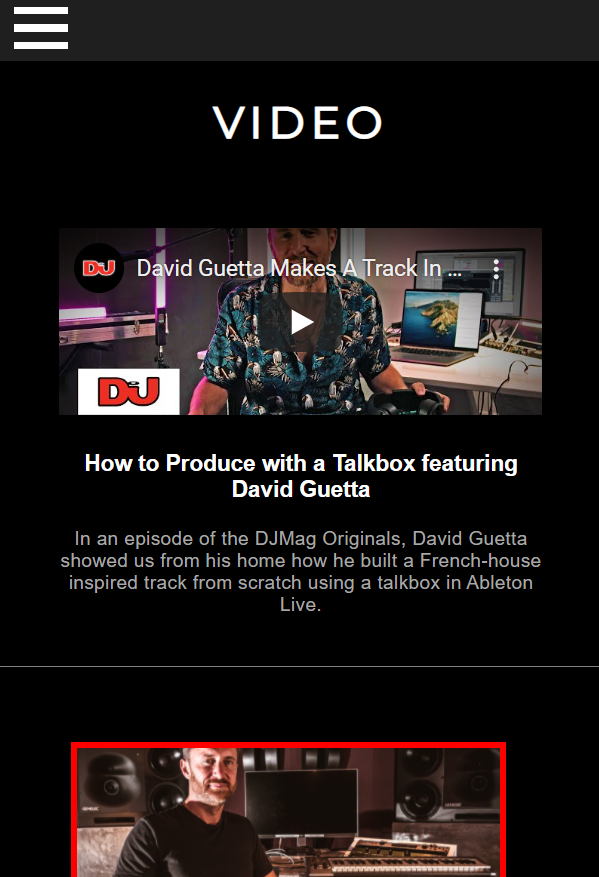 VIDEO
DJ
David Guetta Makes A Track In ...
DJ
How to Produce with a Talkbox featuring
David Guetta
In an episode of the DJMag Originals, David Guetta
showed us from his home how he built a French-house
inspired track from scratch using a talkbox in Ableton
Live.
GENELEC